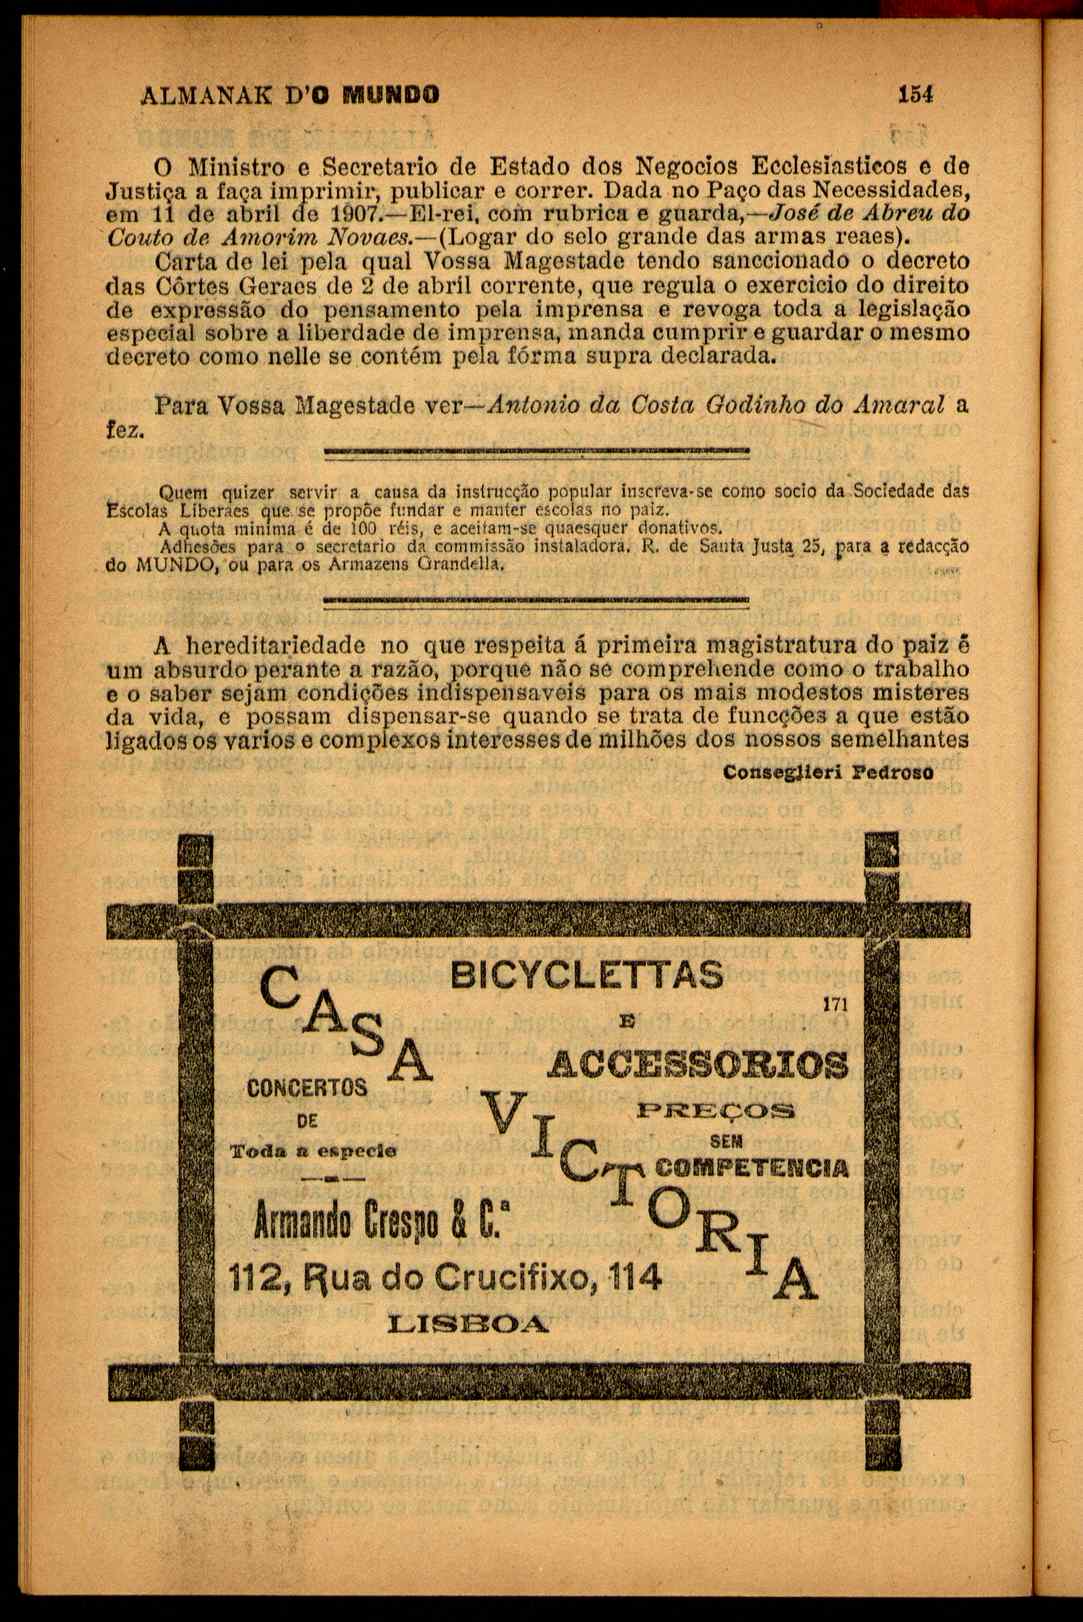 ALMANAK D'O MUNDO 154
O Ministro e Secretario de Estado dos Negocios Ecclesiasticos e de
Justiça a faça imprimir, publicar e correr. Dada no Paço das Necessidades,
em 11 de abril de 1907.—El-rei, com rubrica e guarda,—José de Abreu do
Couto de Amorim Novaes.—(Logar do selo grande das armas reaes).
Carta de lei pela qual Vossa Magestade tendo sanccionado o decreto
das Côrtes Geraes de 2 de abril corrente, que regula o exercicio do direito
de expressão do pensamento pela imprensa e revoga toda a legislação
especial sobre a liberdade de imprensa, manda cumprir e guardar o mesmo
decreto como nelle se contém pela fórma supra declarada.
Para Vossa Magestade ver—Antonio da Costa Godinho do Amaral a
fez.
Quem quizer servir a causa da instrucção popular inscreva-se como socio da Sociedade das
Escolas Liberaes que se propõe fundar e manter escolas no paiz.
A quota minima é de 100 réis, e aceitam-se quaesquer donativos.
Adhesões para o secretario da commissão instaladora, R. de Santa Justa 25, para a redacção
do MUNDO, ou para os Armazens Grandella.
A hereditariedade no que respeita á primeira magistratura do paiz é
um absurdo perante a razão, porque não se comprehende como o trabalho
e o saber sejam condições indispensaveis para os mais modestos misteres
da vida, e possam dispensar-se quando se trata de funcções a que estão
ligados os varios e complexos interesses de milhões dos nossos semelhantes
Conseglieri Pedroso
CASA VICTORIA
BICYCLETTAS
171
E
ACCESSORIOS
PREÇOS
SEM
COMPETENCIA
CONCERTOS
DE
Toda a especie
Armando Crespo & C.ª
112, Rua do Crucifixo, 114
LISBOA